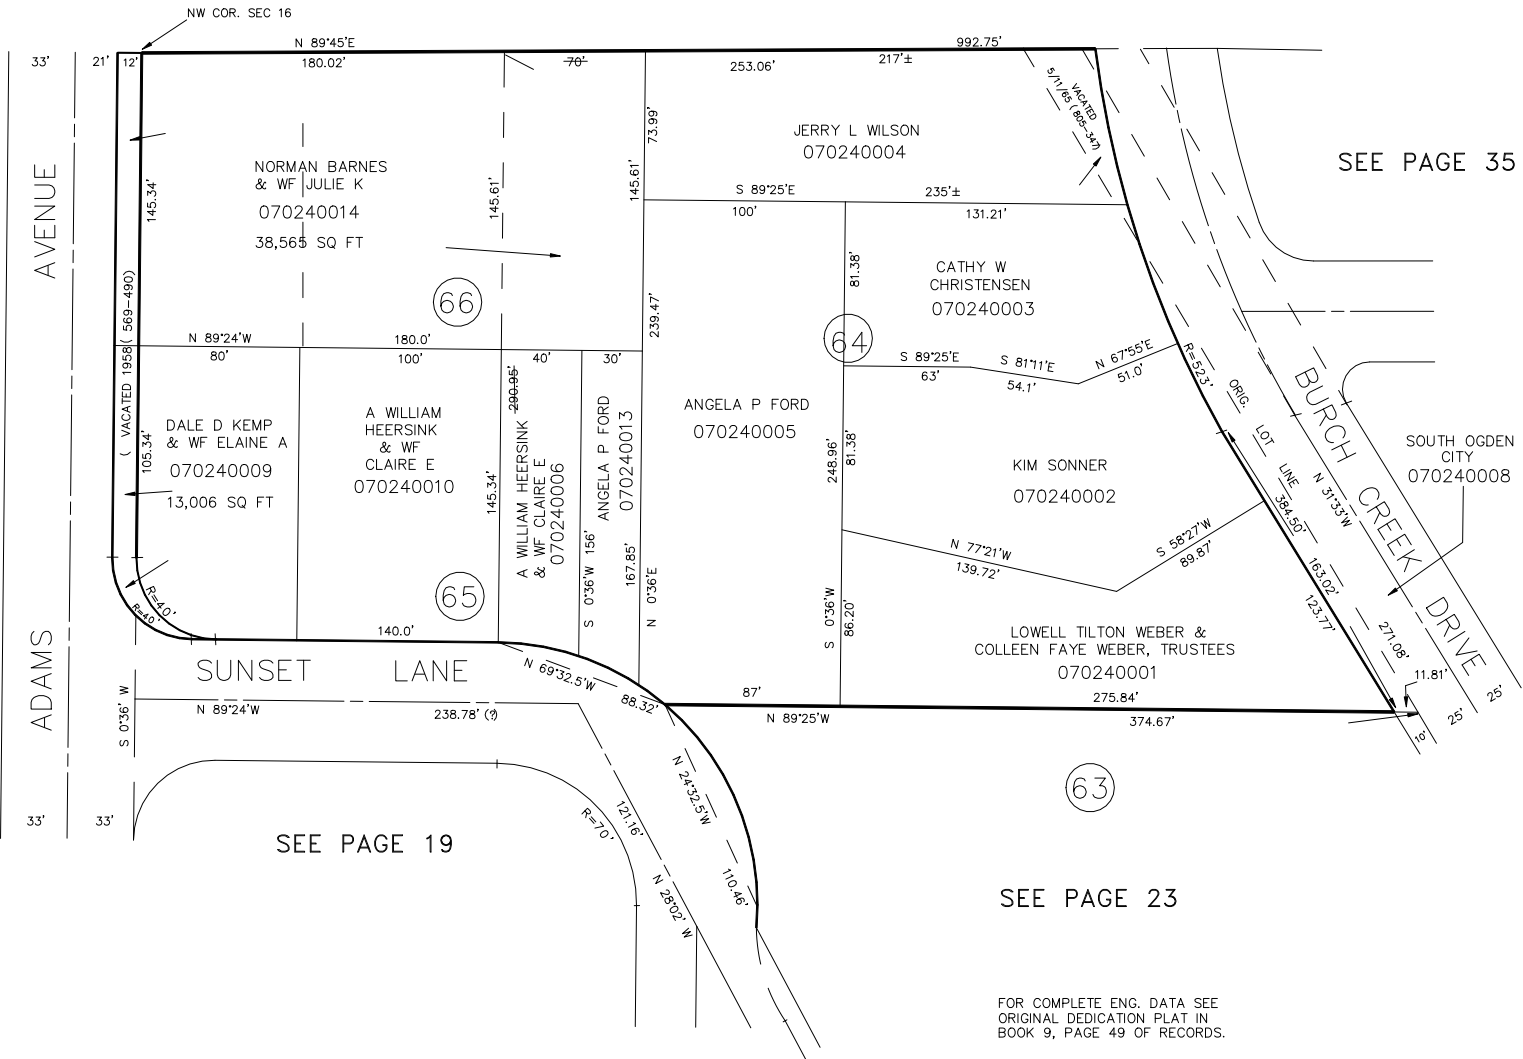 NW COR. SEC 16
N 89°45'E
992.75'
33'
21'
12'
180.02'
70'
253.06'
217'±
VACATED
5/11/65 (805-347)
73.99'
JERRY L WILSON
070240004
SEE PAGE 35
AVENUE
145.34'
NORMAN BARNES
& WF JULIE K
070240014
38,565 SQ FT
145.61'
145.61'
S 89°25'E
235'±
100'
131.21'
81.38'
CATHY W
CHRISTENSEN
070240003
66
( VACATED 1958 ( 569-490)
239.47'
64
N 89°24'W
180.0'
80'
100'
40'
30'
S 89°25'E
63'
S 81°11'E
54.1'
N 67°55'E
51.0'
R=523'
ORIG. LOT LINE
BURCH CREEK DRIVE
290.95'
105.34'
DALE D KEMP
& WF ELAINE A
070240009
13,006 SQ FT
A WILLIAM
HEERSINK
& WF
CLAIRE E
070240010
145.34'
A WILLIAM HEERSINK
& WF CLAIRE E
070240006
ANGELA P FORD
070240013
S 0°36'W 156'
167.85'
N 0°36'E
ANGELA P FORD
070240005
248.96'
81.38'
KIM SONNER
070240002
SOUTH OGDEN
CITY
070240008
N 31°33'W
384.50'
N 77°21'W
139.72'
S 58°27'W
89.87'
163.02'
123.77'
271.08'
S 0°36'W
86.20'
R=40'
R=40'
65
140.0'
LOWELL TILTON WEBER &
COLLEEN FAYE WEBER, TRUSTEES
070240001
ADAMS
SUNSET LANE
N 69°32.5'W
88.32'
87'
275.84'
11.81'
25'
25'
10'
S 0°36' W
N 89°24'W
238.78' (?)
N 89°25'W
374.67'
63
N 24°32.5'W
110.46'
121.16'
R=70'
N 28°02' W
33'
33'
SEE PAGE 19
SEE PAGE 23
FOR COMPLETE ENG. DATA SEE
ORIGINAL DEDICATION PLAT IN
BOOK 9, PAGE 49 OF RECORDS.